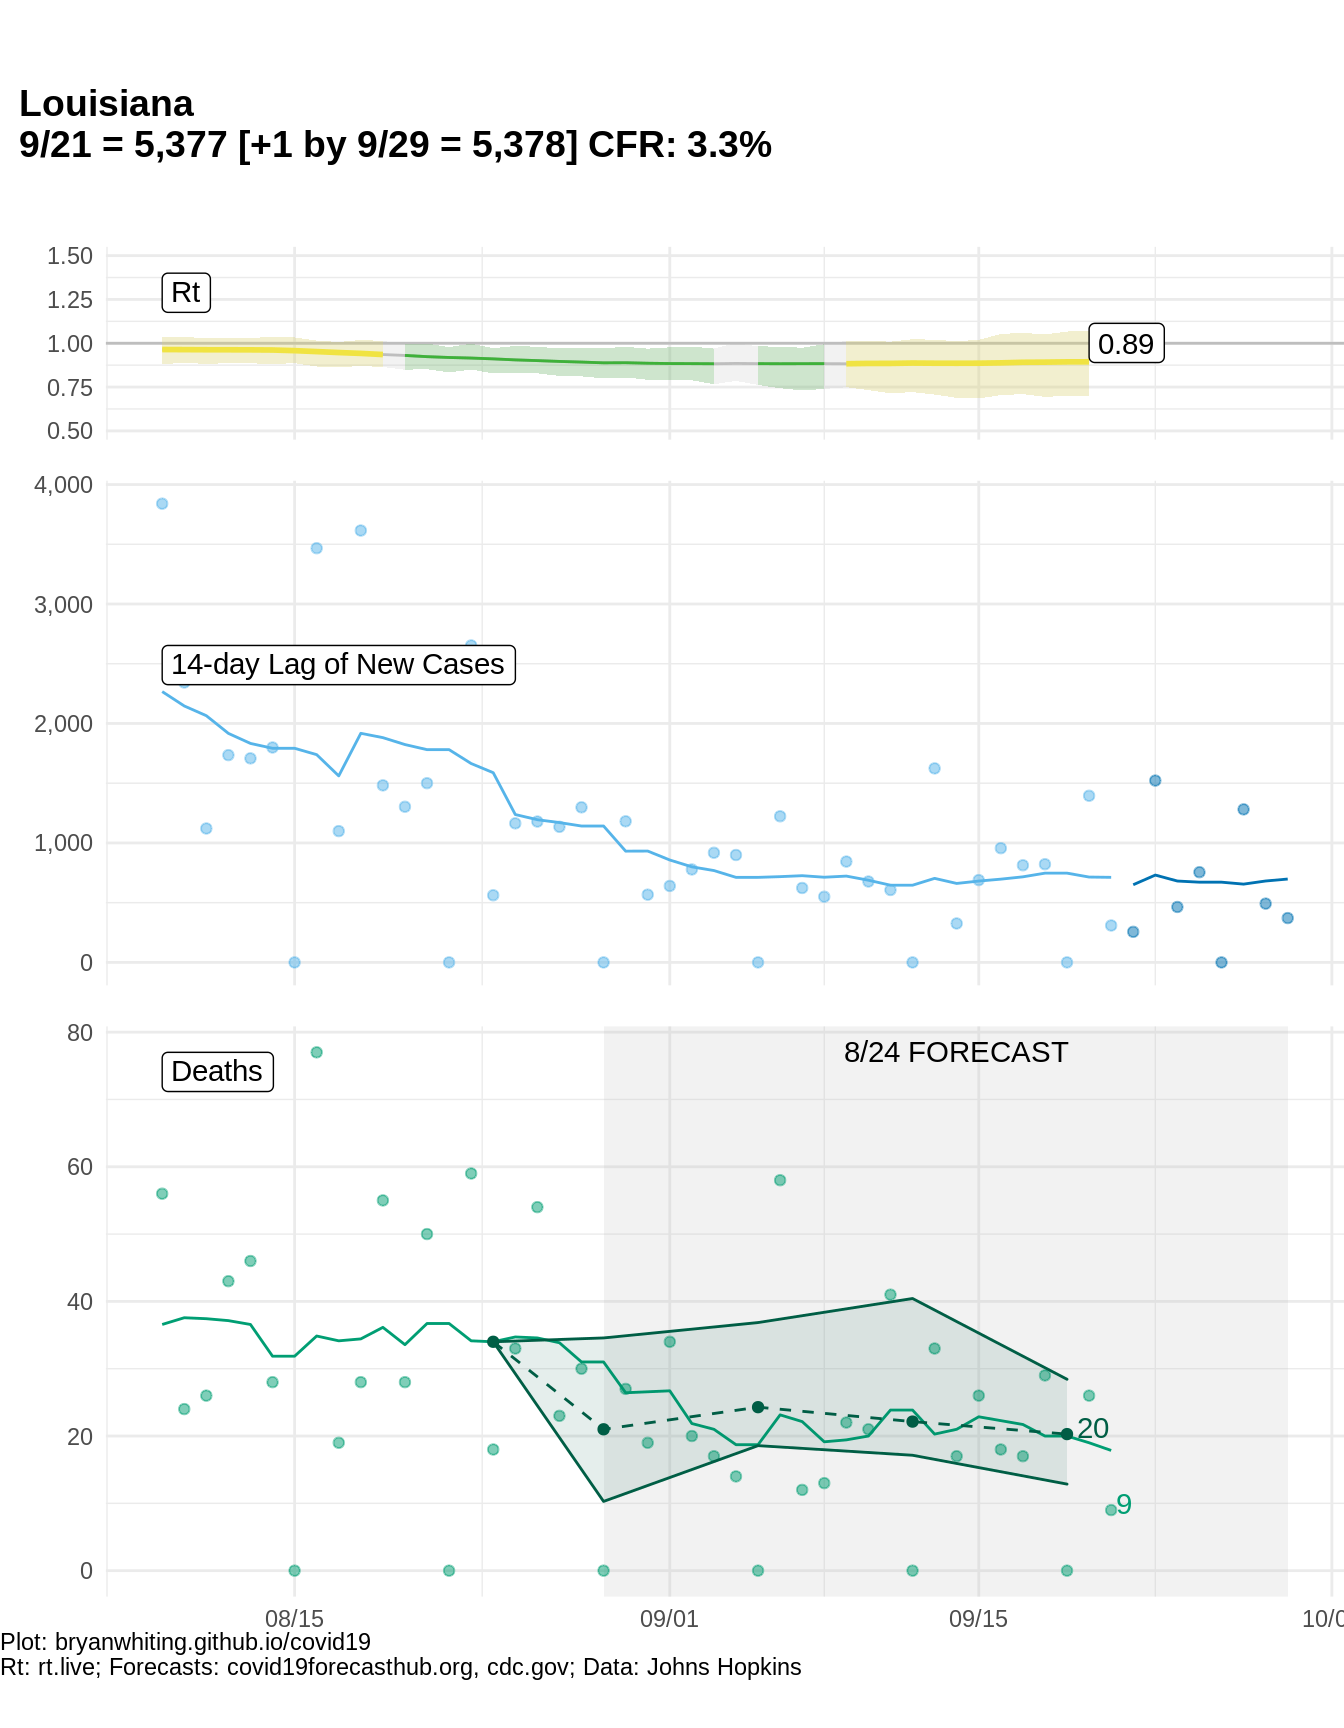 Louisiana
9/21 = 5,377 [+1 by 9/29 = 5,378] CFR: 3.3%
1.50
1.25
1.00
0.75
0.50
Rt
0.89
4,000
3,000
2,000
1,000
0
14-day Lag of New Cases
80
60
40
20
0
Deaths
8/24 FORECAST
20
9
08/15
09/01
09/15
10/0
Plot: bryanwhiting.github.io/covid19
Rt: rt.live; Forecasts: covid19forecasthub.org, cdc.gov; Data: Johns Hopkins